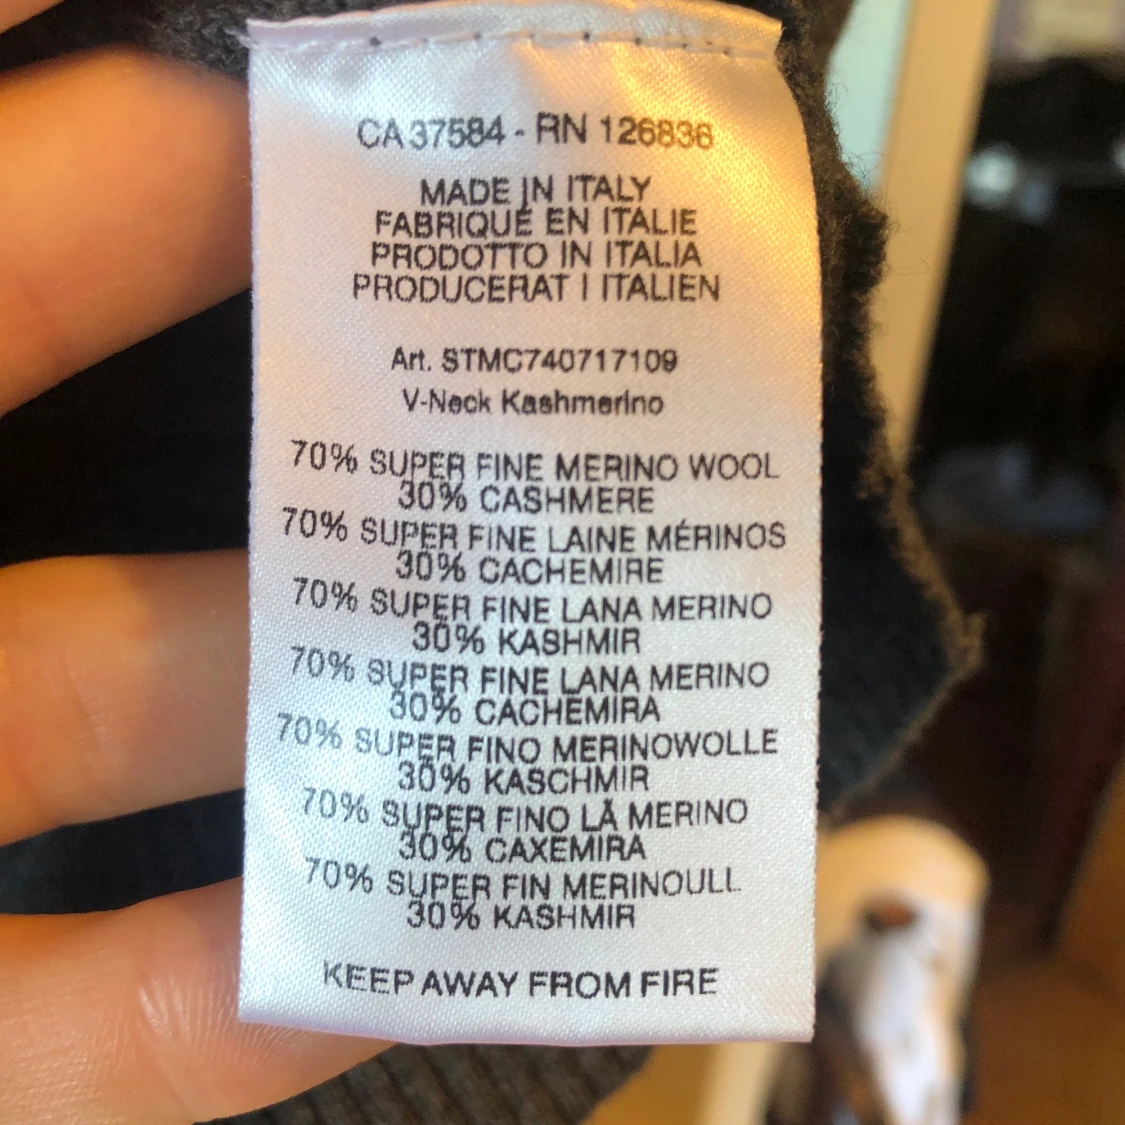 CA 37584 - RN 126836
MADE IN ITALY
FABRIQUÉ EN ITALIE
PRODOTTO IN ITALIA
PRODUCERAT I ITALIEN
Art. STMC740717109
V-Neck Kashmerino
70% SUPER FINE MERINO WOOL
30% CASHMERE
70% SUPER FINE LAINE MÉRINOS
30% CACHEMIRE
70% SUPER FINE LANA MERINO
30% KASHMIR
70% SUPER FINE LANA MERINO
30% CACHEMIRA
70% SUPER FINO MERINOWOLLE
30% KASCHMIR
70% SUPER FINO LÃ MERINO
30% CAXEMIRA
70% SUPER FIN MERINOULL
30% KASHMIR
KEEP AWAY FROM FIRE